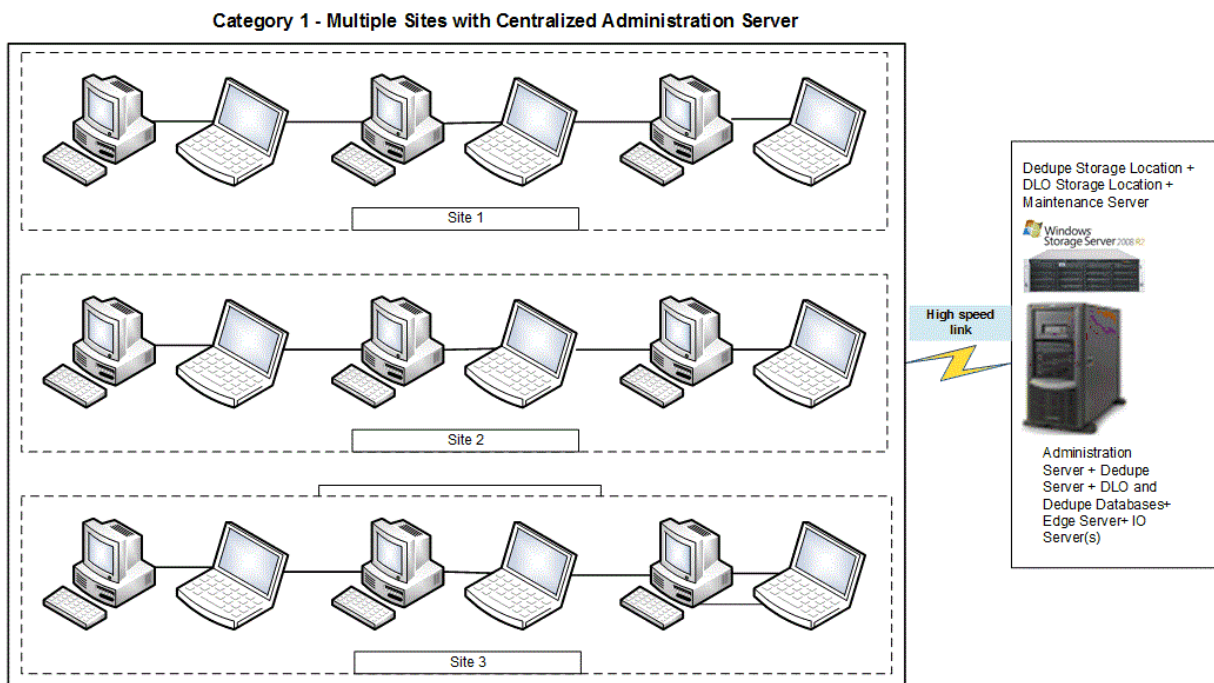 Category 1 - Multiple Sites with Centralized Administration Server
Site 1
Site 2
Site 3
High speed
link
Dedupe Storage Location +
DLO Storage Location +
Maintenance Server
Windows
Storage Server 2008 R2
Administration
Server + Dedupe
Server + DLO and
Dedupe Databases+
Edge Server+ IO
Server(s)